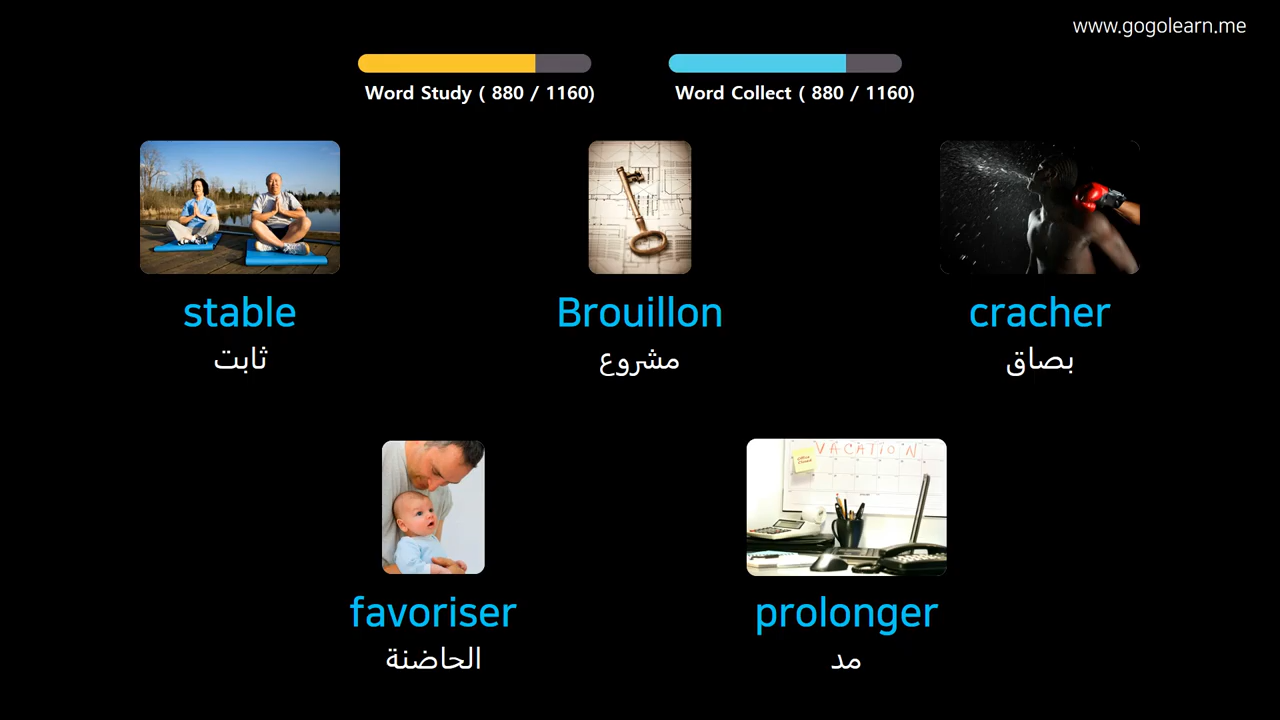 www.gogolearn.me
Word Study ( 880 / 1160)
Word Collect ( 880 / 1160)
stable
ثابت
Brouillon
مشروع
cracher
بصاق
VACATION
favoriser
الحاضنة
prolonger
مد